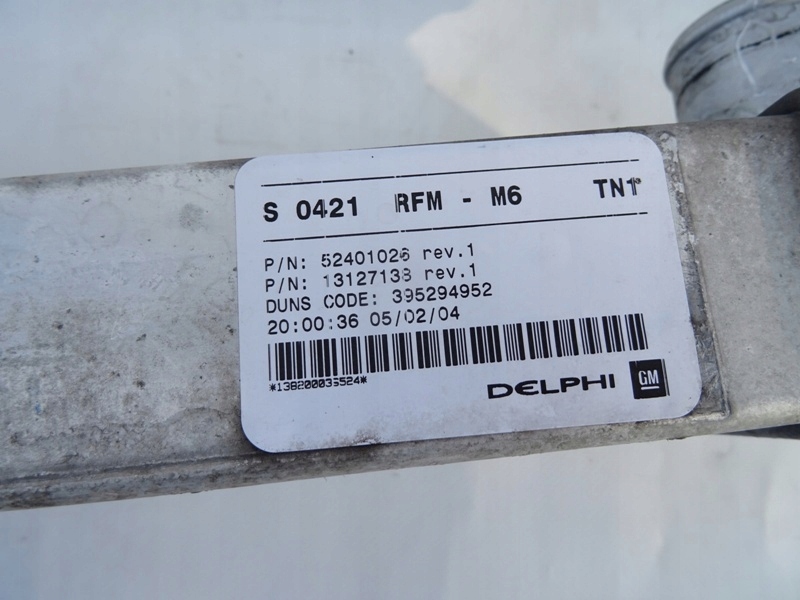 S 0421 RFM - M6 TN1
P/N: 52401026 rev.1
P/N: 13127138 rev.1
DUNS CODE: 395294952
20:00:36 05/02/04
*138200036524*
DELPHI GM